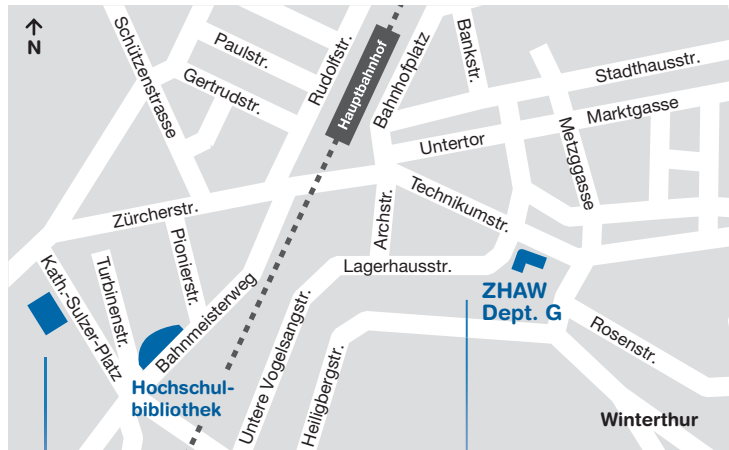 N
Schützenstrasse
Paulstr.
Gertrudstr.
Rudolfstr.
Hauptbahnhof
Bahnhofplatz
Bankstr.
Stadthausstr.
Marktgasse
Untertor
Metzggasse
Technikumstr.
Zürcherstr.
Pionierstr.
Archstr.
Lagerhausstr.
Turbinenstr.
Kath.-Sulzer-Platz
Bahnmeisterweg
ZHAW
Dept. G
Rosenstr.
Hochschul-
bibliothek
Untere Vogelsangstr.
Heiligbergstr.
Winterthur